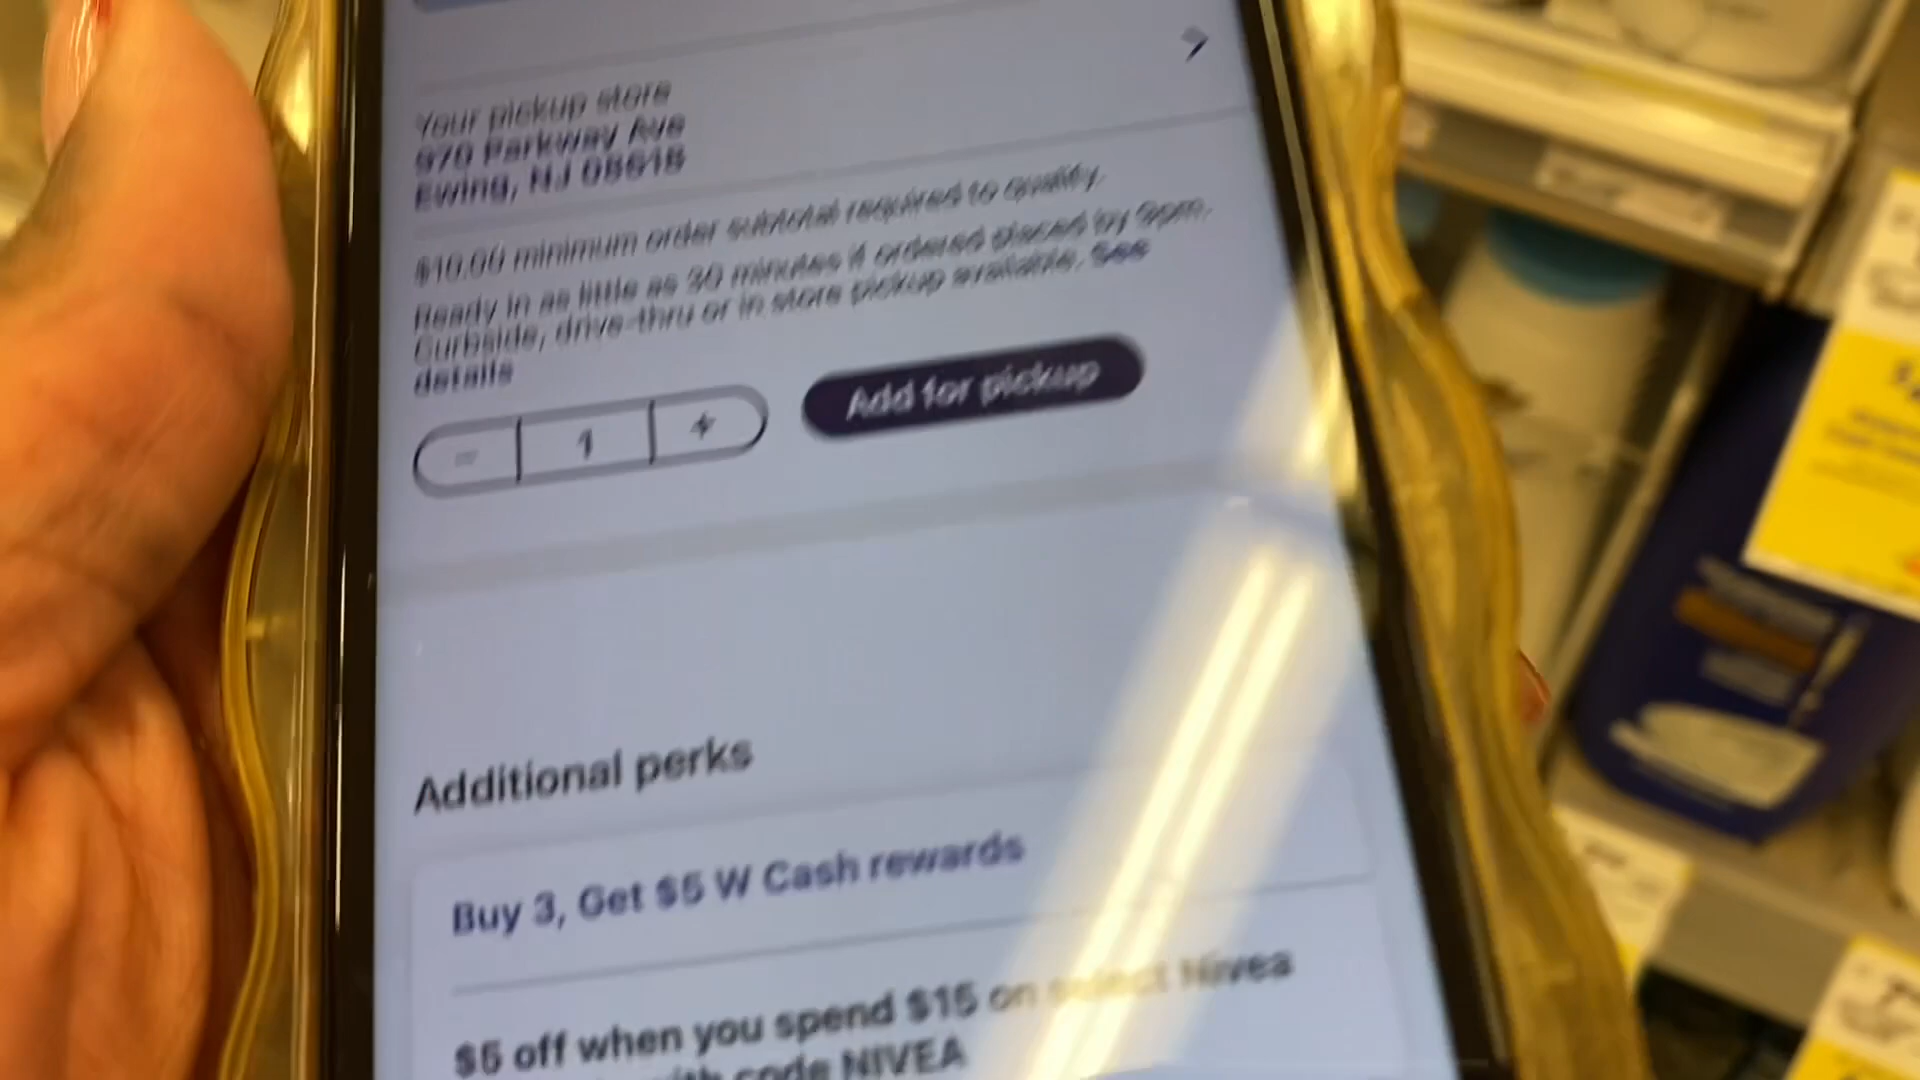 Your pickup store
970 Parkway Ave
Ewing, NJ 08618
$10.00 minimum order subtotal required to qualify.
Ready in as little as 30 minutes if ordered placed by 9pm.
Curbside, drive-thru or in store pickup available. See
details
- 1 +
Add for pickup
Additional perks
Buy 3, Get $5 W Cash rewards
$5 off when you spend $15 on select Nivea
with code NIVEA